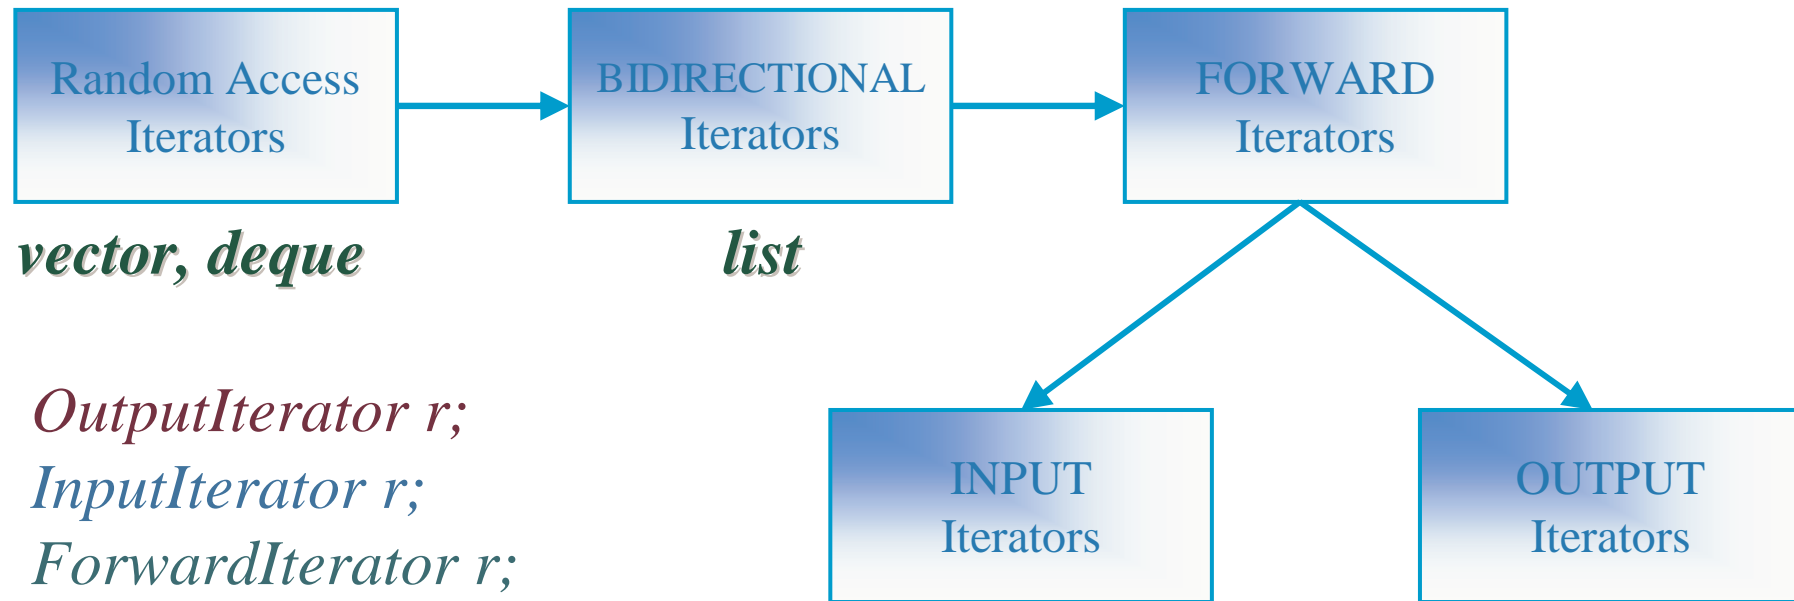 Random Access
Iterators
BIDIRECTIONAL
Iterators
FORWARD
Iterators
vector, deque
list
OutputIterator r;
InputIterator r;
ForwardIterator r;
INPUT
Iterators
OUTPUT
Iterators